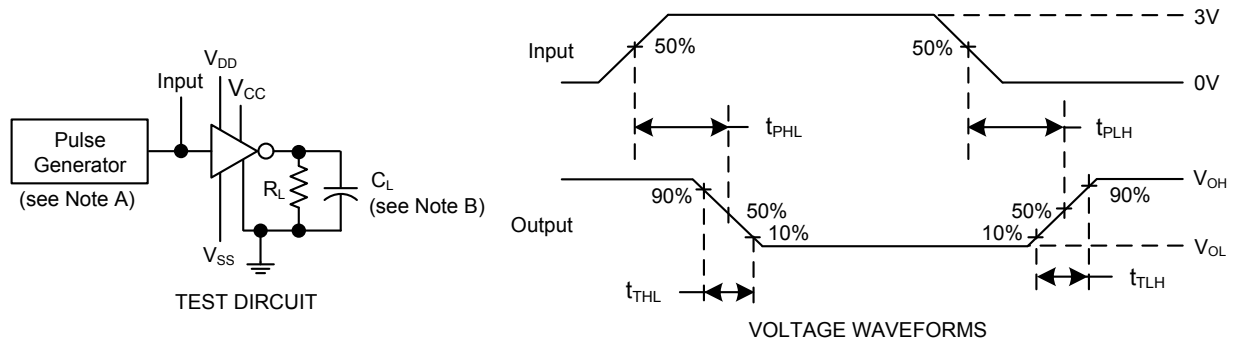 Input
V_DD
V_CC
Pulse
Generator
(see Note A)
R_L
C_L
(see Note B)
V_SS
TEST DIRCUIT
Input
50%
50%
3V
0V
t_PHL
t_PLH
Output
90%
50%
10%
50%
10%
90%
V_OH
V_OL
t_THL
t_TLH
VOLTAGE WAVEFORMS